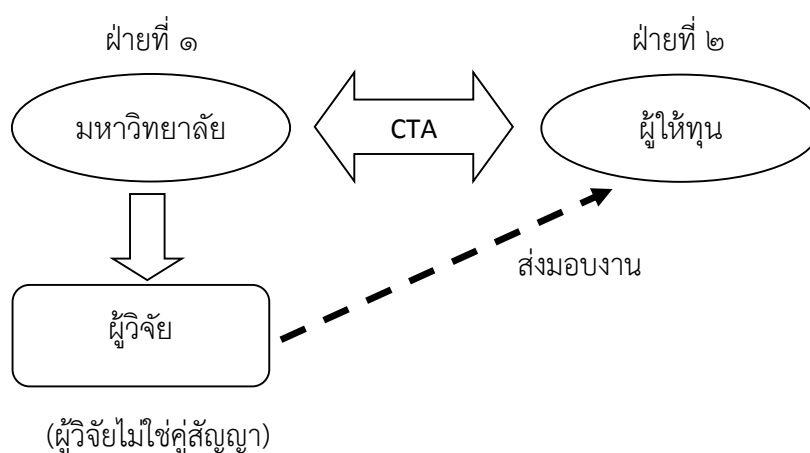 ฝ่ายที่ ๑
ฝ่ายที่ ๒
มหาวิทยาลัย
CTA
ผู้ให้ทุน
ส่งมอบงาน
ผู้วิจัย
(ผู้วิจัยไม่ใช่คู่สัญญา)